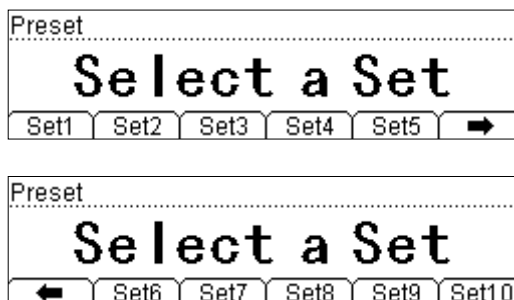 Preset
Select a Set
Set1 Set2 Set3 Set4 Set5 ➡
Preset
Select a Set
⬅ Set6 Set7 Set8 Set9 Set10